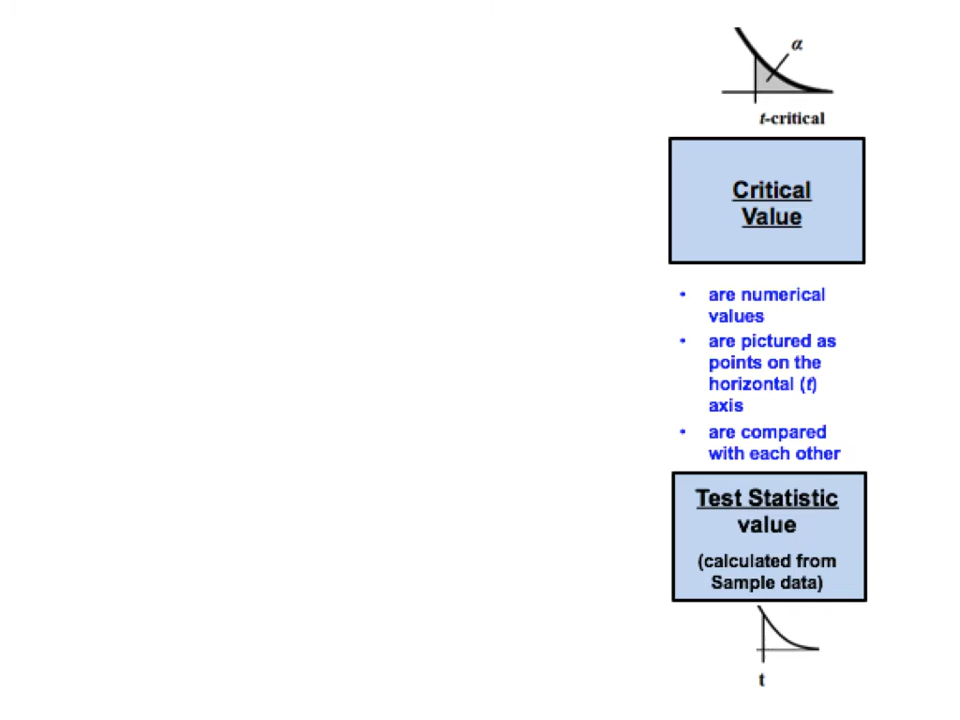 α
t-critical
Critical
Value
• are numerical
values
• are pictured as
points on the
horizontal (t)
axis
• are compared
with each other
Test Statistic
value
(calculated from
Sample data)
t